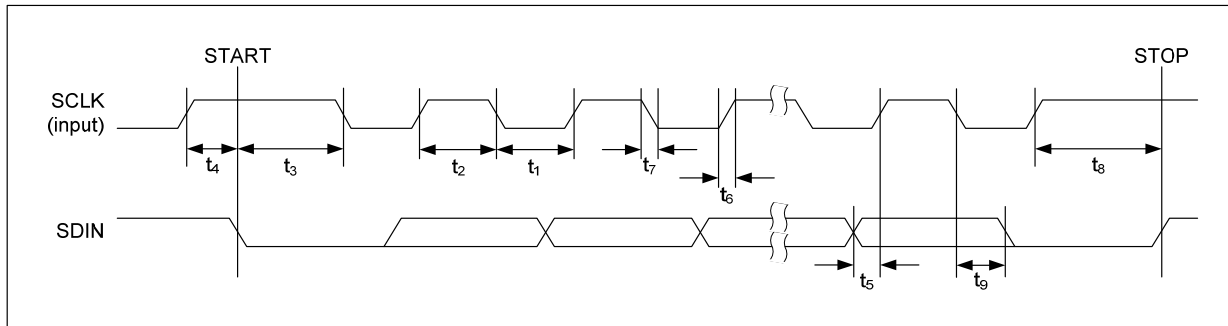 START
STOP
SCLK
(input)
t4 t3 t2 t1 t7 t6 t8
SDIN
t5 t9